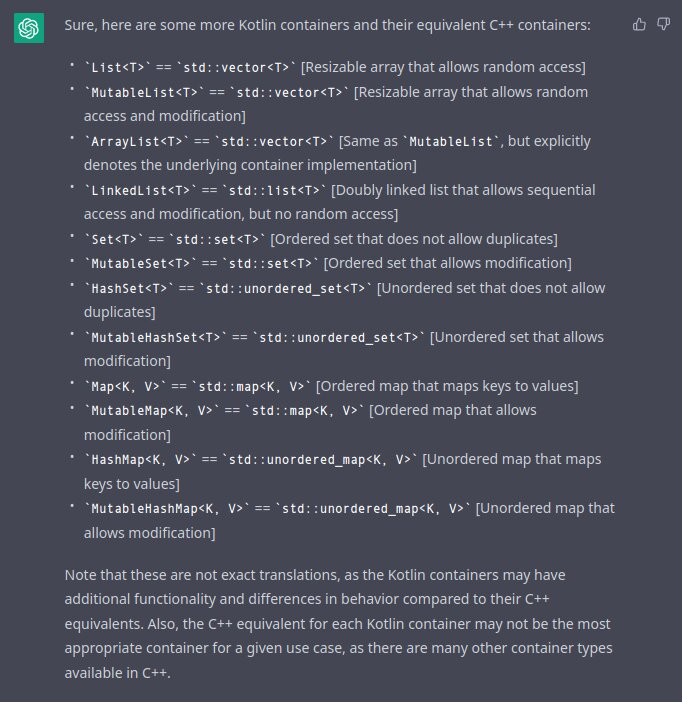 Sure, here are some more Kotlin containers and their equivalent C++ containers:
• `List<T>` == `std::vector<T>` [Resizable array that allows random access]
• `MutableList<T>` == `std::vector<T>` [Resizable array that allows random
access and modification]
• `ArrayList<T>` == `std::vector<T>` [Same as `MutableList`, but explicitly
denotes the underlying container implementation]
• `LinkedList<T>` == `std::list<T>` [Doubly linked list that allows sequential
access and modification, but no random access]
• `Set<T>` == `std::set<T>` [Ordered set that does not allow duplicates]
• `MutableSet<T>` == `std::set<T>` [Ordered set that allows modification]
• `HashSet<T>` == `std::unordered_set<T>` [Unordered set that does not allow
duplicates]
• `MutableHashSet<T>` == `std::unordered_set<T>` [Unordered set that allows
modification]
• `Map<K, V>` == `std::map<K, V>` [Ordered map that maps keys to values]
• `MutableMap<K, V>` == `std::map<K, V>` [Ordered map that allows
modification]
• `HashMap<K, V>` == `std::unordered_map<K, V>` [Unordered map that maps
keys to values]
• `MutableHashMap<K, V>` == `std::unordered_map<K, V>` [Unordered map that
allows modification]
Note that these are not exact translations, as the Kotlin containers may have
additional functionality and differences in behavior compared to their C++
equivalents. Also, the C++ equivalent for each Kotlin container may not be the most
appropriate container for a given use case, as there are many other container types
available in C++.